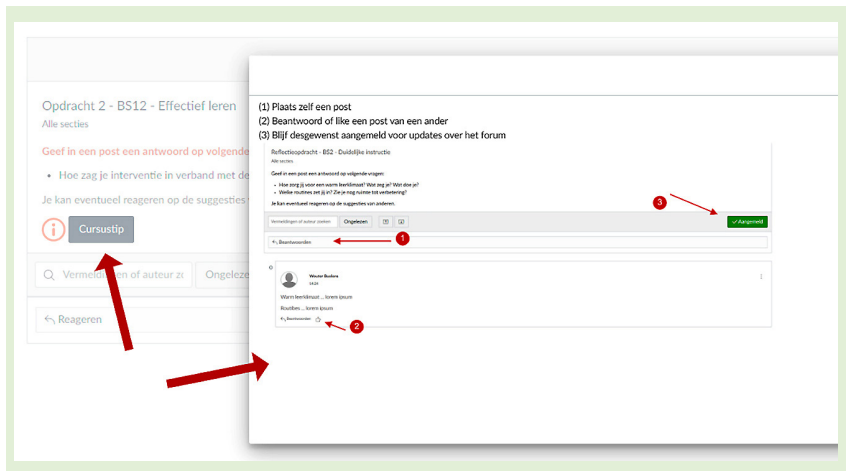 Opdracht 2 - BS12 - Effectief leren
Alle secties
Geef in een post een antwoord op volgende
Hoe zag je interventie in verband met de
Je kan eventueel reageren op de suggesties
Cursustip
Vermeldingen of auteur zo
Ongeleze
Reageren
(1) Plaats zelf een post
(2) Beantwoord of like een post van een ander
(3) Blijf desgewenst aangemeld voor updates over het forum
Reflectieopdracht - BS2 - Duidelijke instructie
Alle secties
Geef in een post een antwoord op volgende vragen:
Hoe zorg jij voor een warm leerklimaat? Wat zeg je? Wat doe je?
Welke routines zet jij in? Zie je nog ruimte tot verbetering?
Je kan eventueel reageren op de suggesties van anderen.
3
Vermeldingen of auteur zoeken
Ongelezen
Aangemeld
Beantwoorden
1
Wouter Buelens
14:24
Warm leerklimaat ... lorem ipsum
Routines ... lorem ipsum
Beantwoorden
2